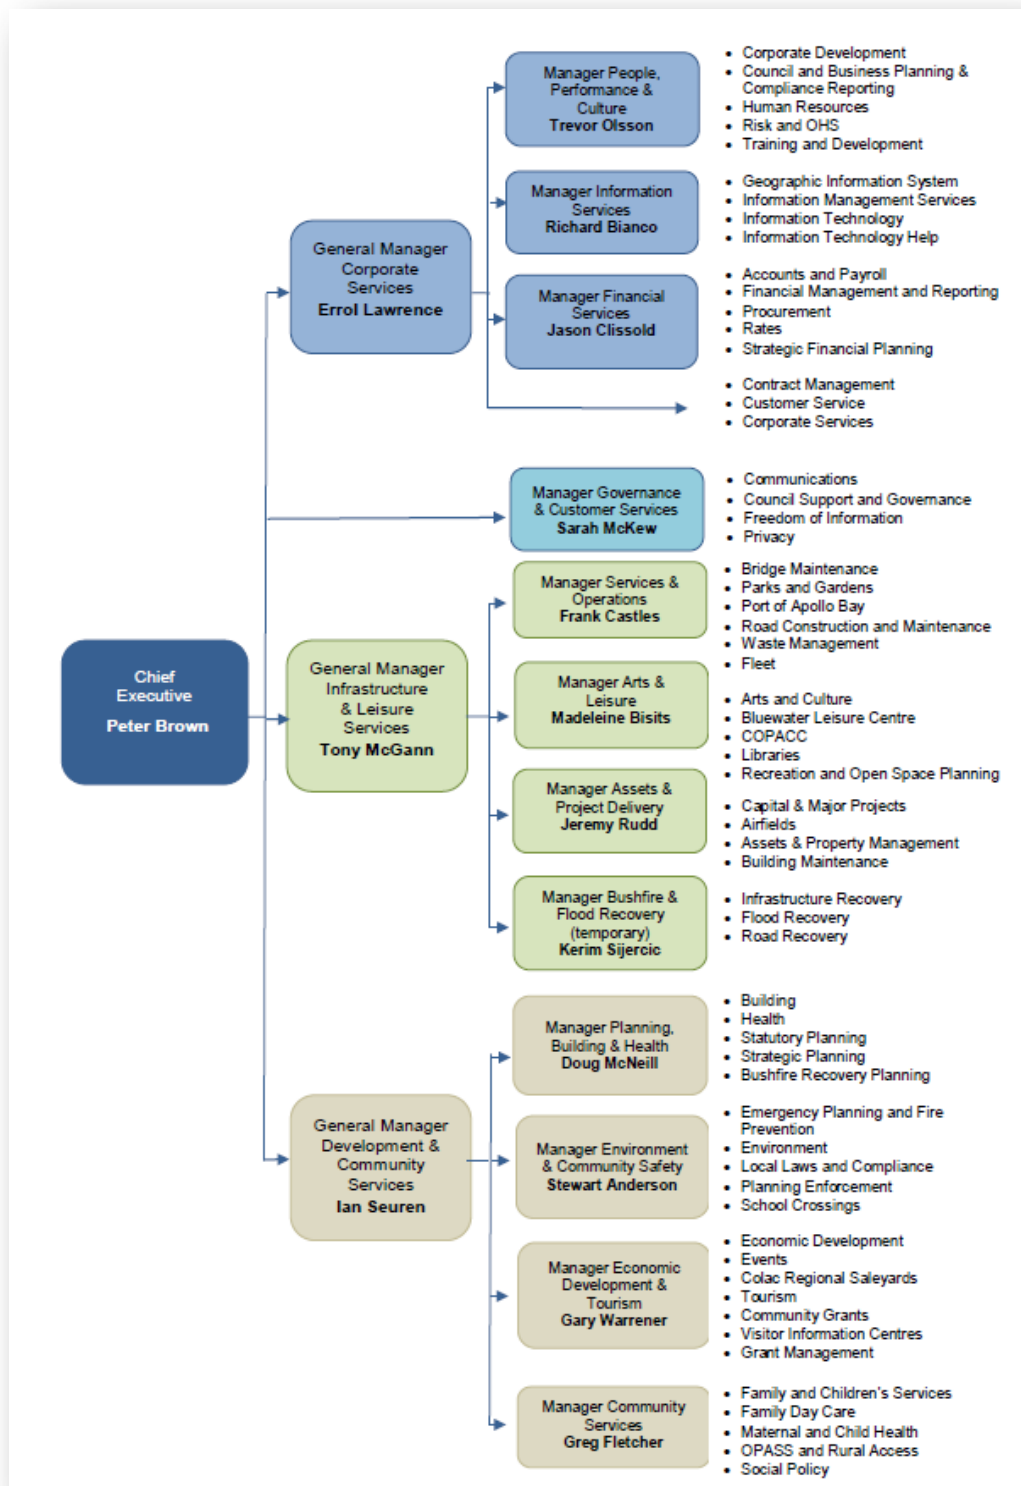 Manager People,
Performance &
Culture
Trevor Olsson
• Corporate Development
• Council and Business Planning &
Compliance Reporting
• Human Resources
• Risk and OHS
• Training and Development
Manager Information
Services
Richard Bianco
• Geographic Information System
• Information Management Services
• Information Technology
• Information Technology Help
General Manager
Corporate
Services
Errol Lawrence
Manager Financial
Services
Jason Clissold
• Accounts and Payroll
• Financial Management and Reporting
• Procurement
• Rates
• Strategic Financial Planning
• Contract Management
• Customer Service
• Corporate Services
Manager Governance
& Customer Services
Sarah McKew
• Communications
• Council Support and Governance
• Freedom of Information
• Privacy
Manager Services &
Operations
Frank Castles
• Bridge Maintenance
• Parks and Gardens
• Port of Apollo Bay
• Road Construction and Maintenance
• Waste Management
• Fleet
Chief
Executive
Peter Brown
General Manager
Infrastructure
& Leisure
Services
Tony McGann
Manager Arts &
Leisure
Madeleine Bisits
• Arts and Culture
• Bluewater Leisure Centre
• COPACC
• Libraries
• Recreation and Open Space Planning
Manager Assets &
Project Delivery
Jeremy Rudd
• Capital & Major Projects
• Airfields
• Assets & Property Management
• Building Maintenance
Manager Bushfire &
Flood Recovery
(temporary)
Kerim Sijercic
• Infrastructure Recovery
• Flood Recovery
• Road Recovery
Manager Planning,
Building & Health
Doug McNeill
• Building
• Health
• Statutory Planning
• Strategic Planning
• Bushfire Recovery Planning
General Manager
Development &
Community
Services
Ian Seuren
Manager Environment
& Community Safety
Stewart Anderson
• Emergency Planning and Fire
Prevention
• Environment
• Local Laws and Compliance
• Planning Enforcement
• School Crossings
Manager Economic
Development &
Tourism
Gary Warrener
• Economic Development
• Events
• Colac Regional Saleyards
• Tourism
• Community Grants
• Visitor Information Centres
• Grant Management
Manager Community
Services
Greg Fletcher
• Family and Children's Services
• Family Day Care
• Maternal and Child Health
• OPASS and Rural Access
• Social Policy